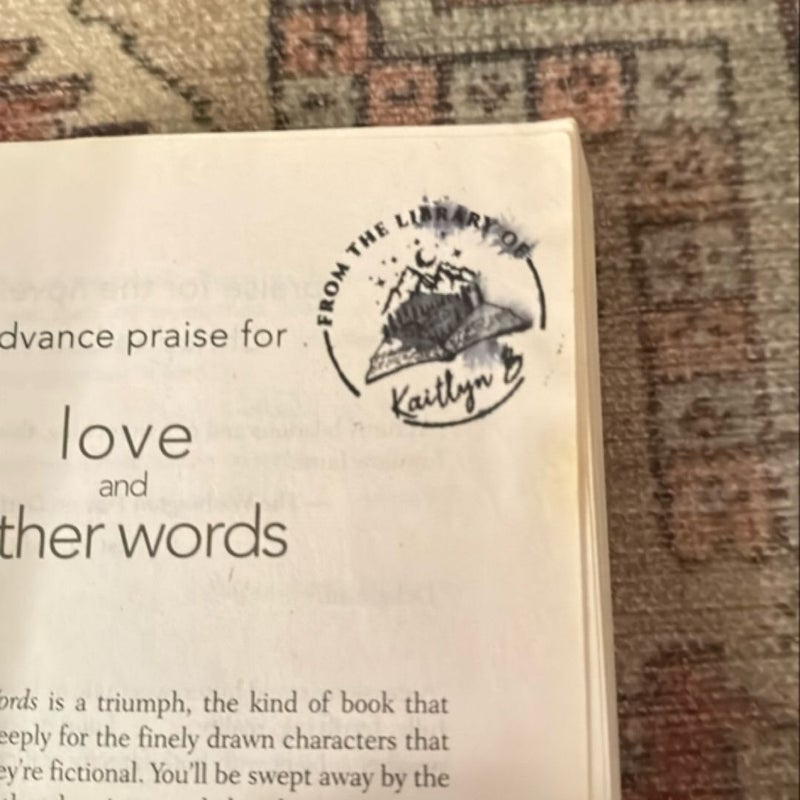 FROM THE LIBRARY OF
Kaitlyn B
dvance praise for
love
and
ther words
ords is a triumph, the kind of book that
eeply for the finely drawn characters that
ey're fictional. You'll be swept away by the